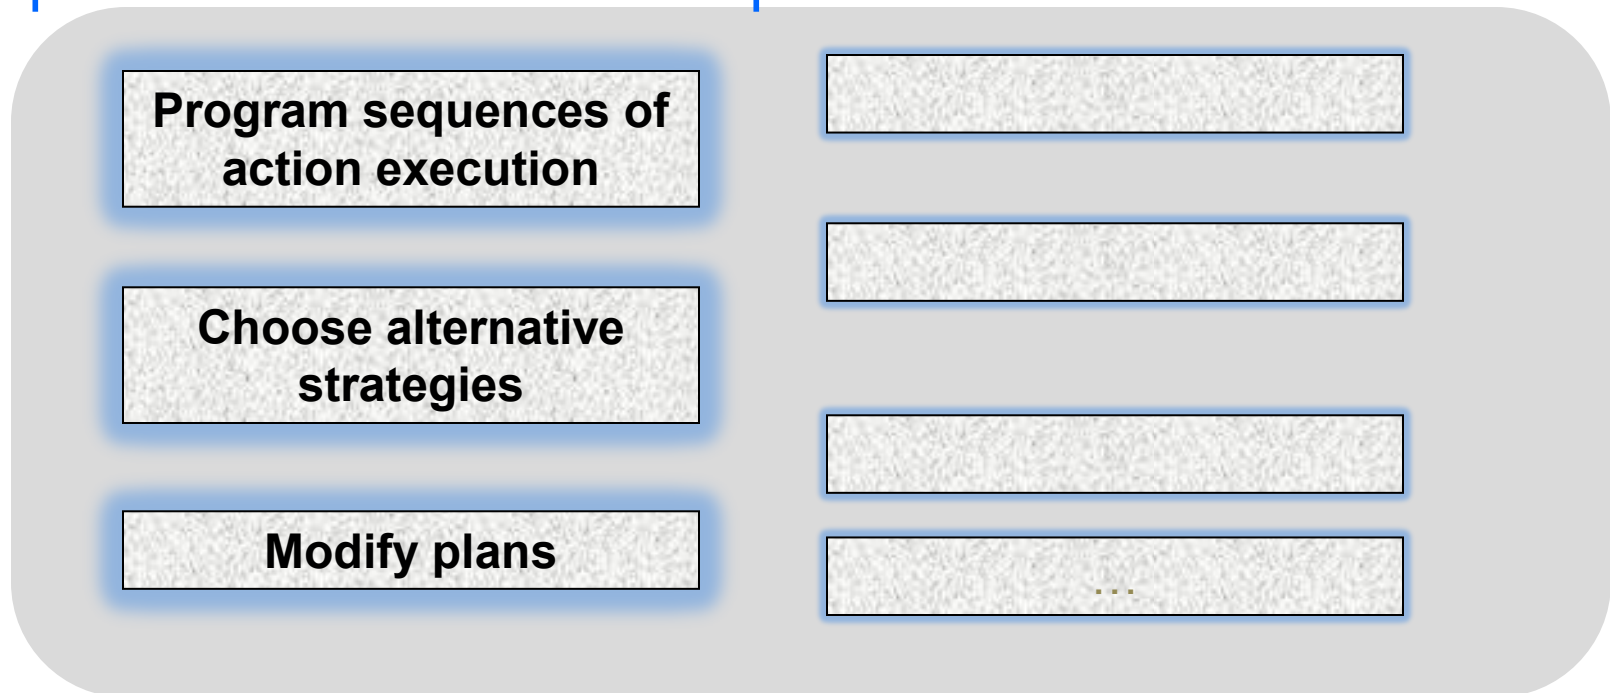 Program sequences of
action execution
Choose alternative
strategies
Modify plans
...